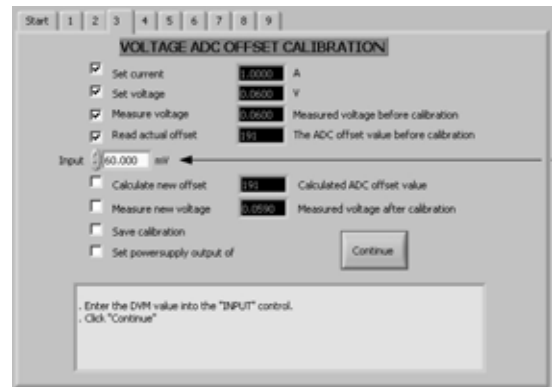 Start 1 2 3 4 5 6 7 8 9
VOLTAGE ADC OFFSET CALIBRATION
Set current 1.0000 A
Set voltage 0.0600 V
Measure voltage 0.0600 Measured voltage before calibration
Read actual offset 191 The ADC offset value before calibration
Input 60.000 mV
Calculate new offset 191 Calculated ADC offset value
Measure new voltage 0.0590 Measured voltage after calibration
Save calibration
Set powersupply output of
Continue
. Enter the DVM value into the "INPUT" control.
. Click "Continue"